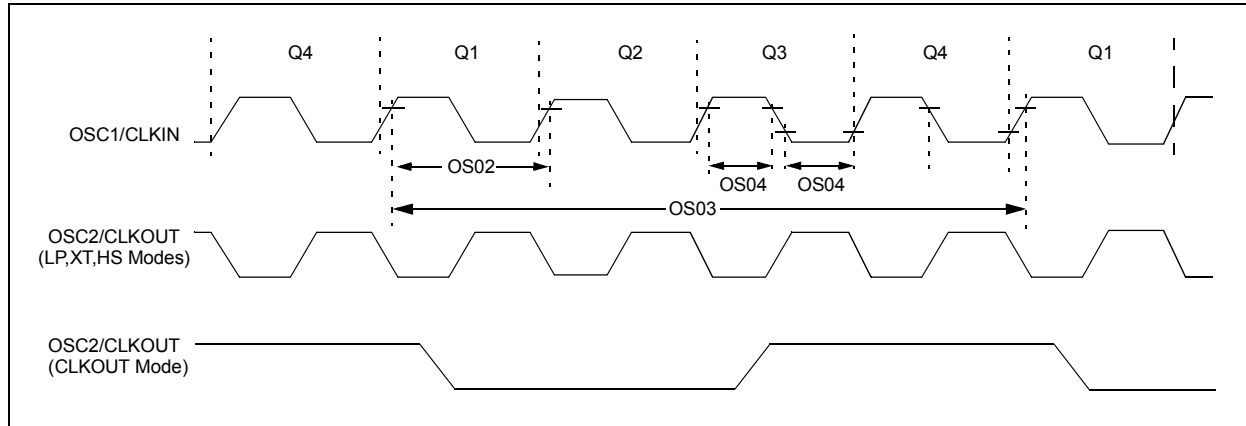 Q4 Q1 Q2 Q3 Q4 Q1
OSC1/CLKIN
OS02
OS04 OS04
OS03
OSC2/CLKOUT
(LP,XT,HS Modes)
OSC2/CLKOUT
(CLKOUT Mode)